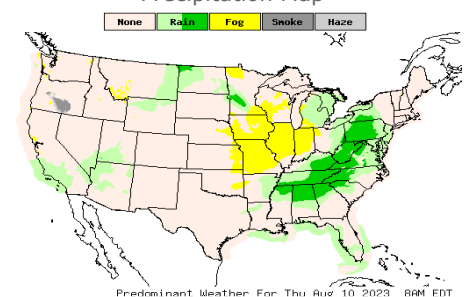 Precipitation Map
None Rain Fog Smoke Haze
Predominant Weather For Thu Aug 10 2023 8AM EDT